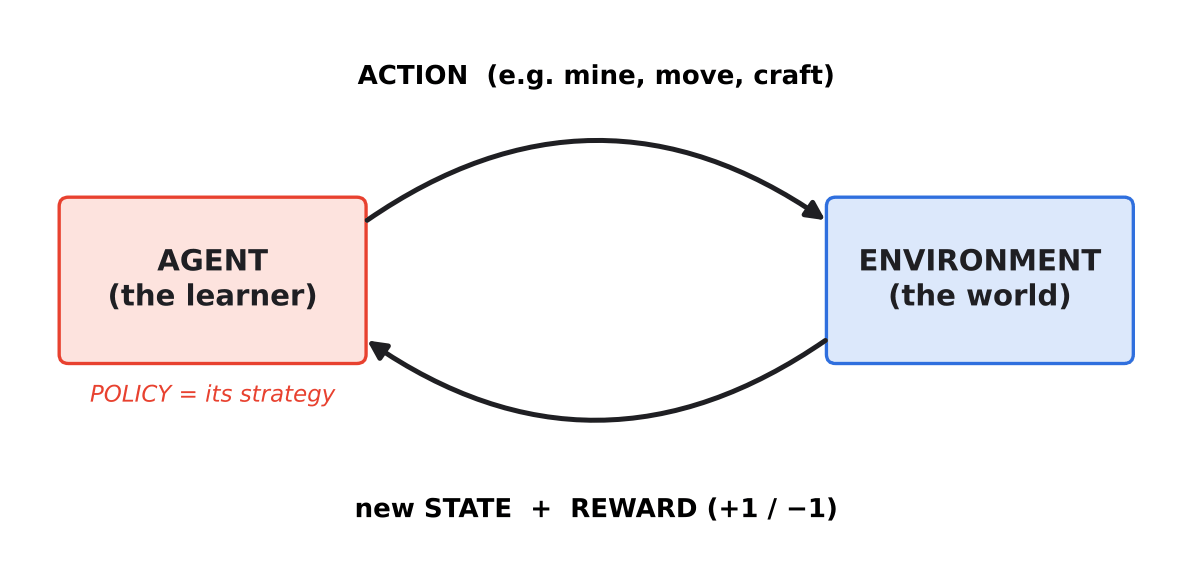 ACTION  (e.g. mine, move, craft)
AGENT
(the learner)
ENVIRONMENT
(the world)
POLICY = its strategy
new STATE  +  REWARD (+1 / −1)